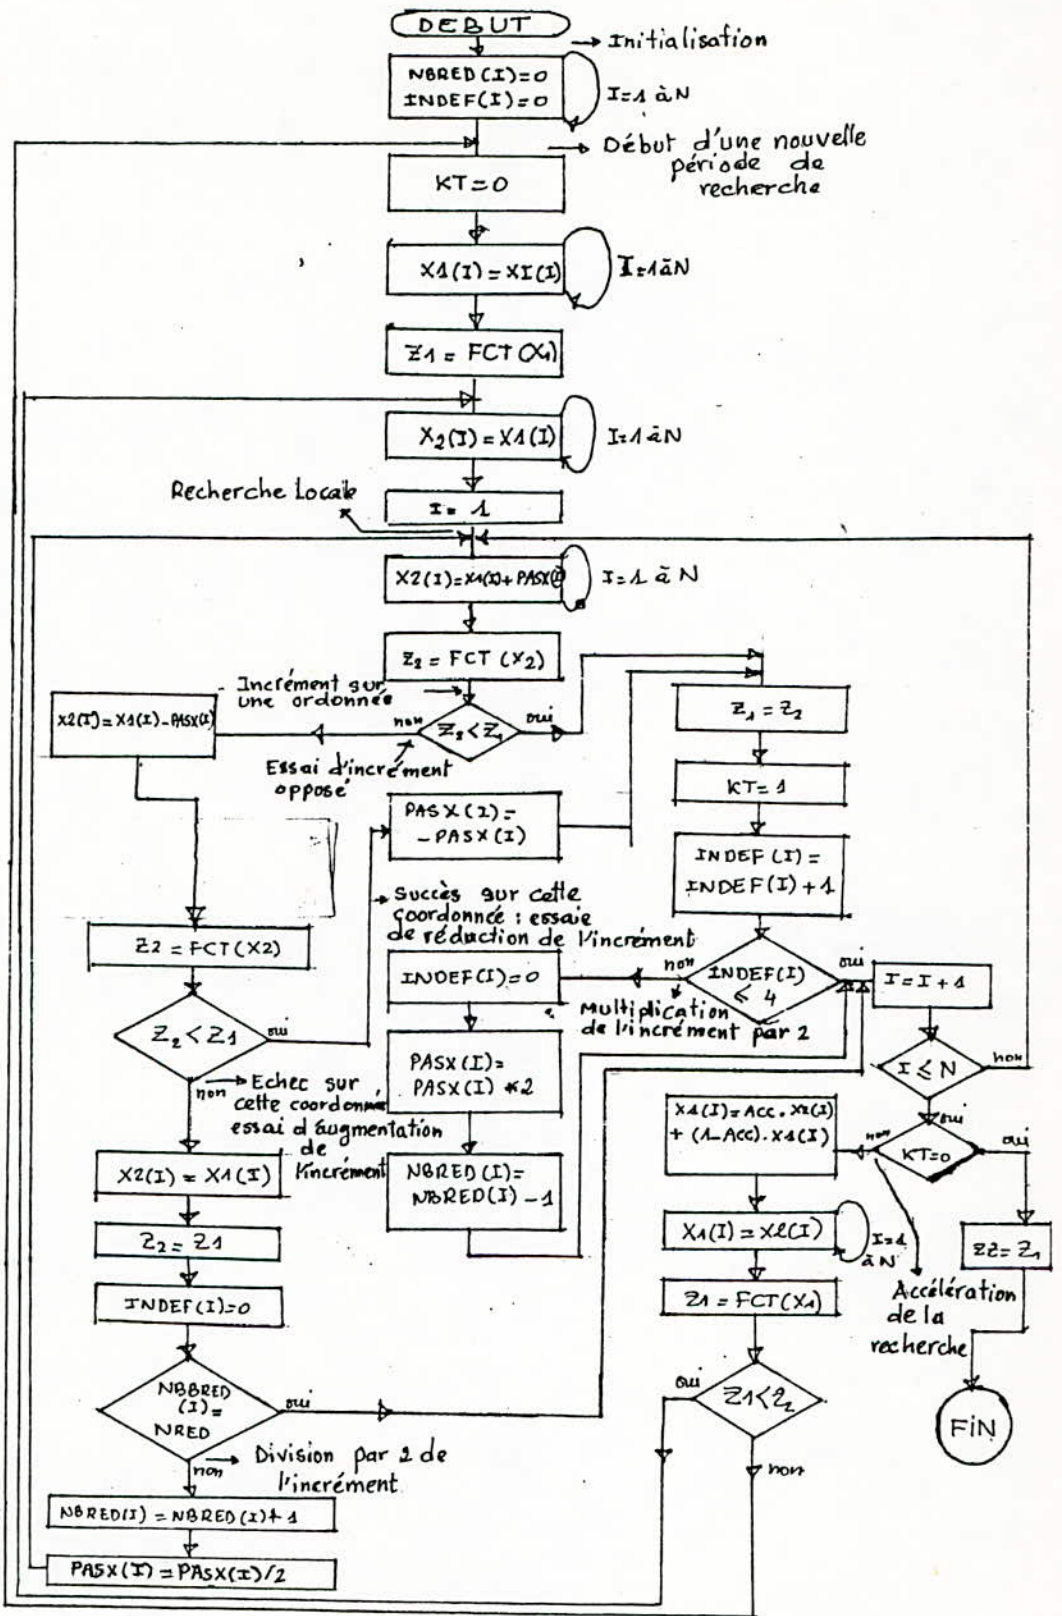 DEBUT
→ Initialisation
NBRED(I)=0
INDEF(I)=0
I=1 à N
→ Début d'une nouvelle
période de
recherche
KT=0
X1(I)=XI(I)
I=1 à N
Z1 = FCT(X1)
X2(I)=X1(I)
I=1 à N
Recherche Locale
I= 1
X2(I)=X1(I)+PASX(I)
I=1 à N
Z2 = FCT (X2)
Incrément sur →
une ordonnée
Z2<Z1
non
oui
X2(I)=X1(I)-PASX(I)
Essai d'incrément
opposé
Z1=Z2
KT=1
PASX(I)=
-PASX(I)
INDEF(I)=
INDEF(I)+1
→ Succès sur cette
coordonnée : essaie
de réduction de l'incrément
Z2=FCT(X2)
INDEF(I)=0
non
INDEF(I)
≤ 4
oui
I=I+1
Multiplication
de l'incrément par 2
Z2<Z1
oui
PASX(I)=
PASX(I)*2
I≤N
non
non → Echec sur
cette coordonnée
essai d'augmentation
de
l'incrément
X1(I)=Acc.X2(I)
+(1-Acc).X1(I)
oui
non
KT=0
oui
X2(I)=X1(I)
NBRED(I)=
NBRED(I)-1
Z2=Z1
X1(I)=X2(I)
I=1
à N
ZZ=Z1
INDEF(I)=0
Z1=FCT(X1)
Accélération
de la
recherche
NBBRED
(I)=
NRED
oui
oui
Z1<Z2
FIN
non
→ Division par 2 de
l'incrément
non
NBRED(I)=NBRED(I)+1
PASX(I)=PASX(I)/2